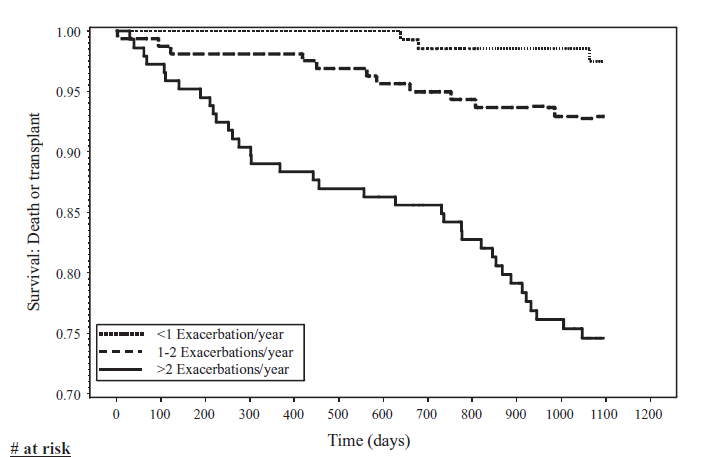 Survival: Death or transplant
1.00
0.95
0.90
0.85
0.80
0.75
0.70
<1 Exacerbation/year
1-2 Exacerbations/year
>2 Exacerbations/year
0 100 200 300 400 500 600 700 800 900 1000 1100 1200
Time (days)
# at risk